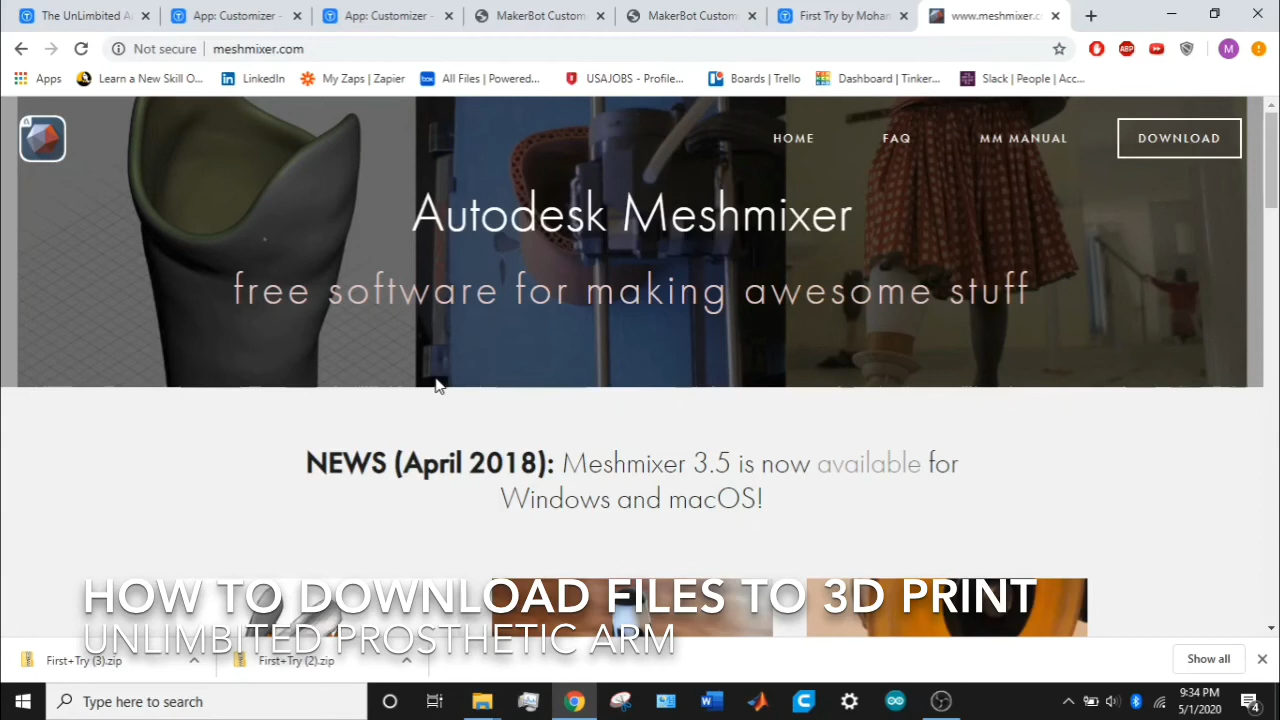 The UnLimbited A
App: Customizer -
App: Customizer -
MakerBot Custom
MakerBot Custom
First Try by Mohan
www.meshmixer.c
Not secure
meshmixer.com
ABP
M
Apps
Learn a New Skill O...
LinkedIn
My Zaps | Zapier
box
All Files | Powered...
USAJOBS - Profile...
Boards | Trello
Dashboard | Tinker...
Slack | People | Acc...
HOME
FAQ
MM MANUAL
DOWNLOAD
Autodesk Meshmixer
free software for making awesome stuff
NEWS (April 2018): Meshmixer 3.5 is now available for
Windows and macOS!
HOW TO DOWNLOAD FILES TO 3D PRINT
UNLIMBITED PROSTHETIC ARM
First+Try (3).zip
First+Try (2).zip
Show all
Type here to search
9:34 PM
5/1/2020
4